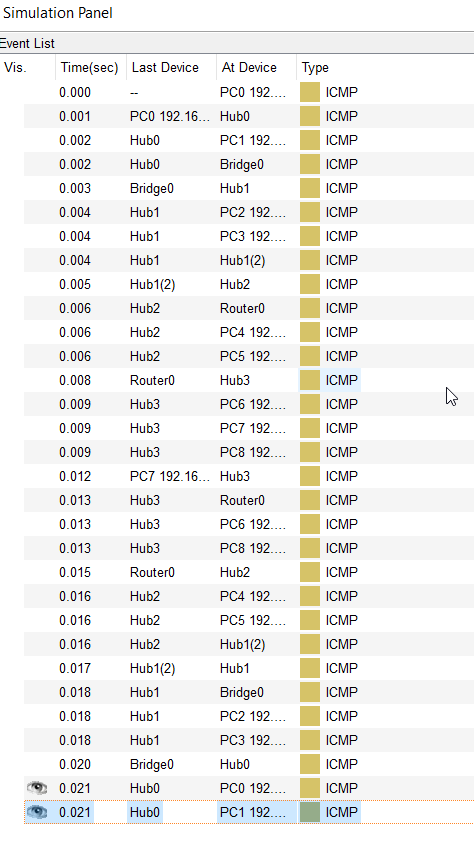 Simulation Panel
Event List
Vis. Time(sec) Last Device At Device Type
0.000 -- PC0 192.... ICMP
0.001 PC0 192.16... Hub0 ICMP
0.002 Hub0 PC1 192.... ICMP
0.002 Hub0 Bridge0 ICMP
0.003 Bridge0 Hub1 ICMP
0.004 Hub1 PC2 192.... ICMP
0.004 Hub1 PC3 192.... ICMP
0.004 Hub1 Hub1(2) ICMP
0.005 Hub1(2) Hub2 ICMP
0.006 Hub2 Router0 ICMP
0.006 Hub2 PC4 192.... ICMP
0.006 Hub2 PC5 192.... ICMP
0.008 Router0 Hub3 ICMP
0.009 Hub3 PC6 192.... ICMP
0.009 Hub3 PC7 192.... ICMP
0.009 Hub3 PC8 192.... ICMP
0.012 PC7 192.16... Hub3 ICMP
0.013 Hub3 Router0 ICMP
0.013 Hub3 PC6 192.... ICMP
0.013 Hub3 PC8 192.... ICMP
0.015 Router0 Hub2 ICMP
0.016 Hub2 PC4 192.... ICMP
0.016 Hub2 PC5 192.... ICMP
0.016 Hub2 Hub1(2) ICMP
0.017 Hub1(2) Hub1 ICMP
0.018 Hub1 Bridge0 ICMP
0.018 Hub1 PC2 192.... ICMP
0.018 Hub1 PC3 192.... ICMP
0.020 Bridge0 Hub0 ICMP
0.021 Hub0 PC0 192.... ICMP
0.021 Hub0 PC1 192.... ICMP